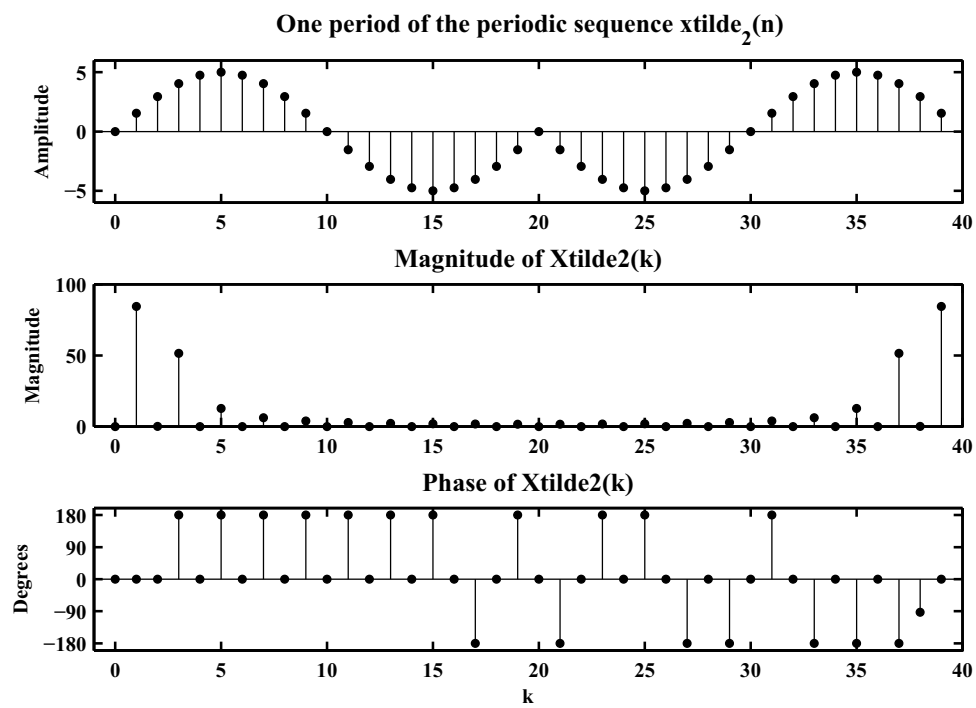 One period of the periodic sequence xtilde₂(n)
Amplitude
5
0
−5
0 5 10 15 20 25 30 35 40
Magnitude of Xtilde2(k)
Magnitude
100
50
0
0 5 10 15 20 25 30 35 40
Phase of Xtilde2(k)
Degrees
180
90
0
−90
−180
0 5 10 15 20 25 30 35 40
k